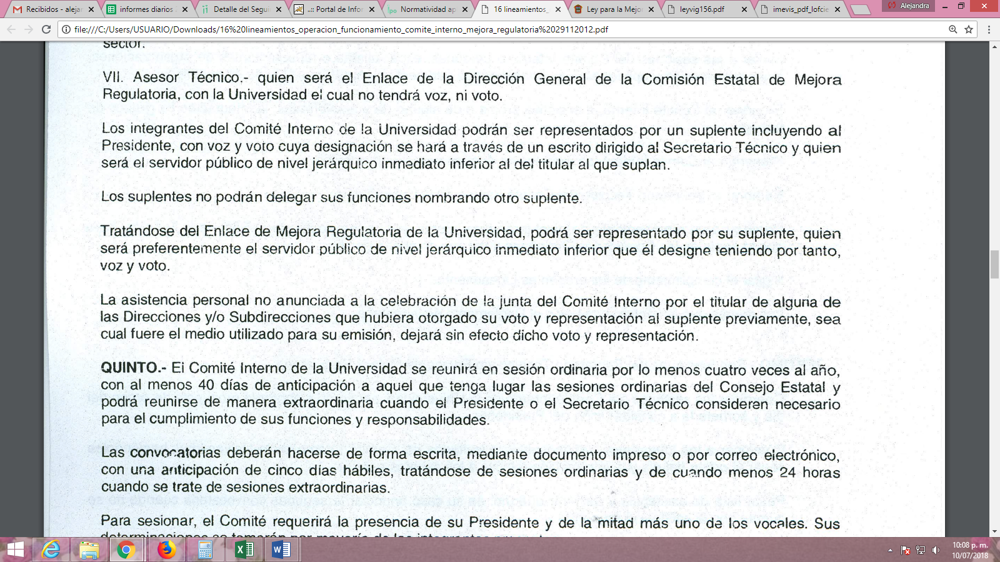 Recibidos - alejar
informes diarios
Detalle del Segui
..:: Portal de Infor
Normatividad ap
16 lineamientos_
Ley para la Mejo
leyvig156.pdf
imevis_pdf_lofcie
Alejandra
file:///C:/Users/USUARIO/Downloads/16%20lineamientos_operacion_funcionamiento_comite_interno_mejora_regulatoria%2029112012.pdf
sector.
VII. Asesor Técnico.- quien será el Enlace de la Dirección General de la Comisión Estatal de Mejora
Regulatoria, con la Universidad el cual no tendrá voz, ni voto.
Los integrantes del Comité Interno de la Universidad podrán ser representados por un suplente incluyendo al
Presidente, con voz y voto cuya designación se hará a través de un escrito dirigido al Secretario Técnico y quien
será el servidor público de nivel jerárquico inmediato inferior al del titular al que suplan.
Los suplentes no podrán delegar sus funciones nombrando otro suplente.
Tratándose del Enlace de Mejora Regulatoria de la Universidad, podrá ser representado por su suplente, quien
será preferentemente el servidor público de nivel jerárquico inmediato inferior que él designe teniendo por tanto,
voz y voto.
La asistencia personal no anunciada a la celebración de la junta del Comité Interno por el titular de alguna de
las Direcciones y/o Subdirecciones que hubiera otorgado su voto y representación al suplente previamente, sea
cual fuere el medio utilizado para su emisión, dejará sin efecto dicho voto y representación.
QUINTO.- El Comité Interno de la Universidad se reunirá en sesión ordinaria por lo menos cuatro veces al año,
con al menos 40 días de anticipación a aquel que tenga lugar las sesiones ordinarias del Consejo Estatal y
podrá reunirse de manera extraordinaria cuando el Presidente o el Secretario Técnico consideren necesario
para el cumplimiento de sus funciones y responsabilidades.
Las convocatorias deberán hacerse de forma escrita, mediante documento impreso o por correo electrónico,
con una anticipación de cinco días hábiles, tratándose de sesiones ordinarias y de cuando menos 24 horas
cuando se trate de sesiones extraordinarias.
Para sesionar, el Comité requerirá la presencia de su Presidente y de la mitad más uno de los vocales. Sus
determinaciones se tomarán por mayoría de los integrantes
10:08 p. m.
10/07/2018